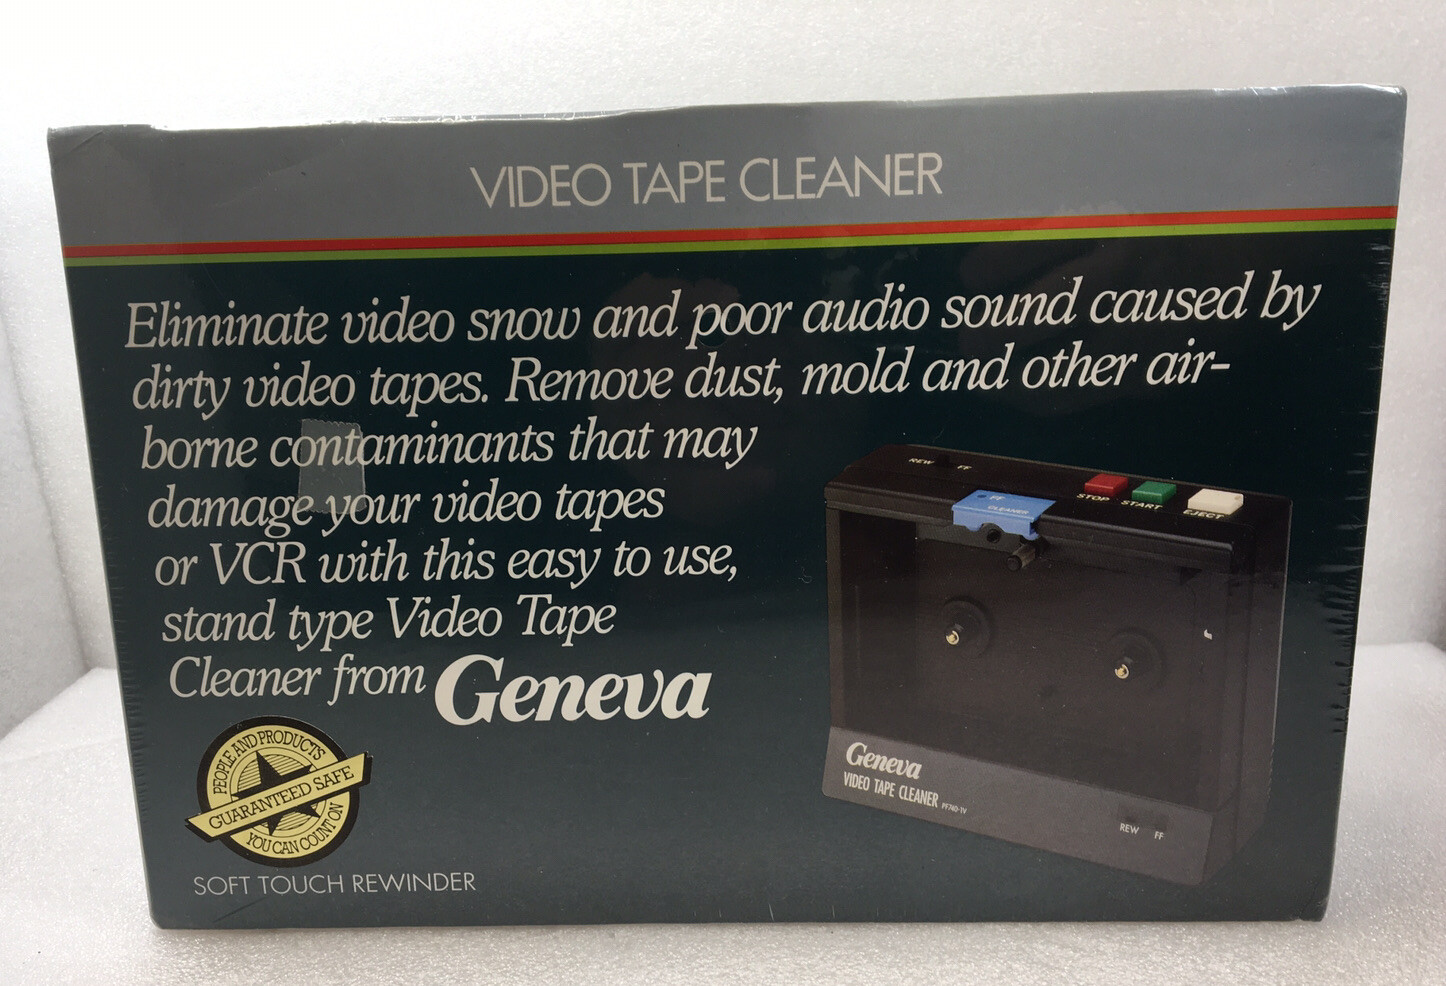 VIDEO TAPE CLEANER
Eliminate video snow and poor audio sound caused by
dirty video tapes. Remove dust, mold and other air-
borne contaminants that may
damage your video tapes
or VCR with this easy to use,
stand type Video Tape
Cleaner from Geneva
REW FF
FF
CLEANER
STOP START EJECT
Geneva
VIDEO TAPE CLEANER PF740-TV
REW FF
PEOPLE AND PRODUCTS
GUARANTEED SAFE
YOU CAN COUNT ON
SOFT TOUCH REWINDER